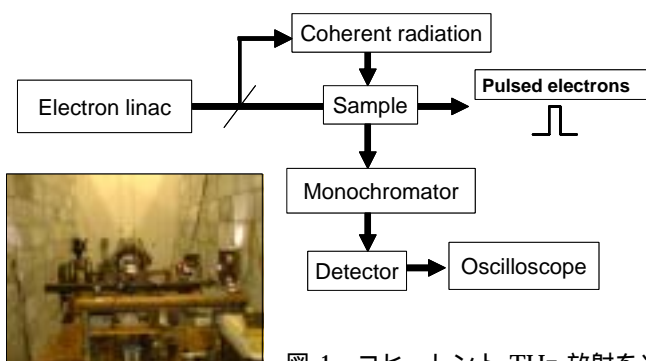 Coherent radiation
Pulsed electrons
Electron linac
Sample
Monochromator
Detector
Oscilloscope
図 1 コヒーレント THz 放射を